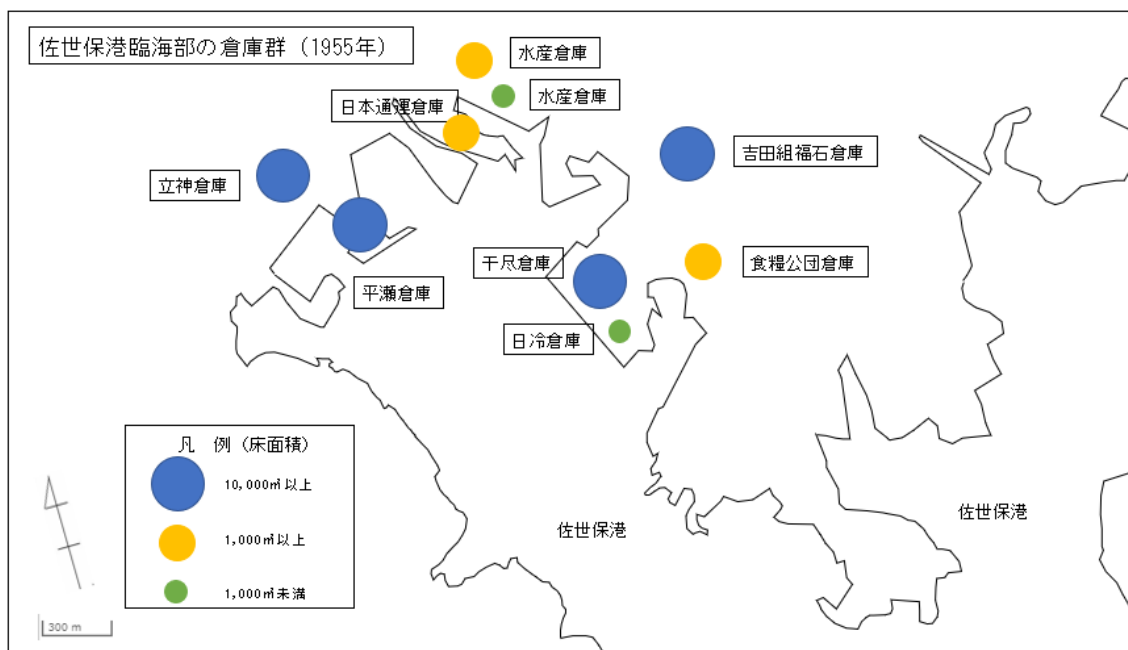 佐世保港臨海部の倉庫群（1955年）
水産倉庫
水産倉庫
日本通運倉庫
吉田組福石倉庫
立神倉庫
干尽倉庫
食糧公団倉庫
平瀬倉庫
日冷倉庫
凡　例（床面積）
10,000㎡以上
1,000㎡以上
1,000㎡未満
佐世保港
佐世保港
300 m